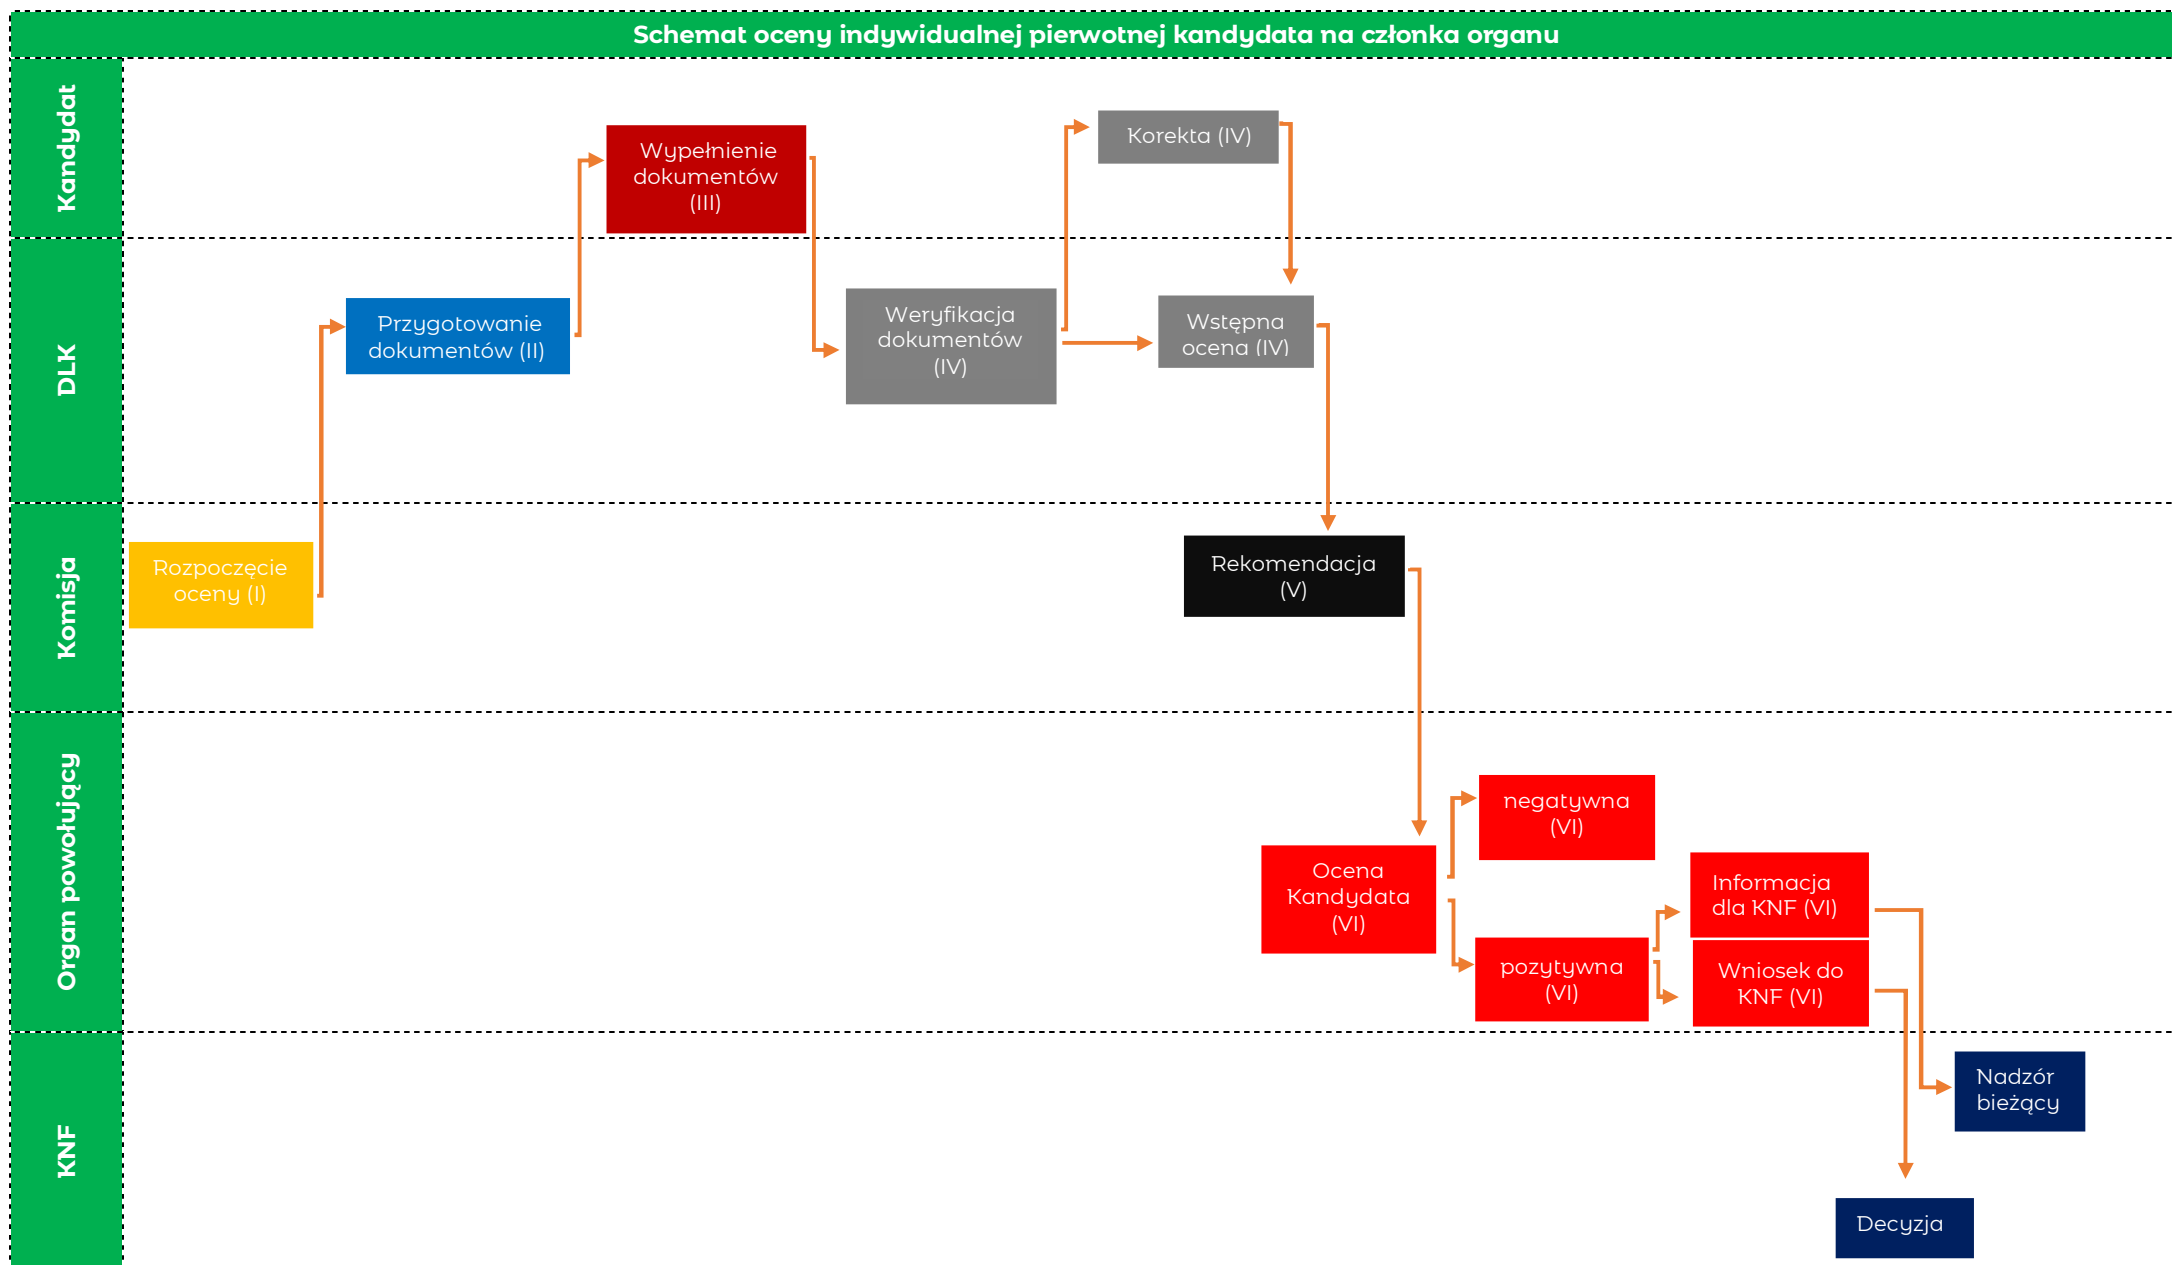 Schemat oceny indywidualnej pierwotnej kandydata na członka organu
Kandydat
Wypełnienie
dokumentów
(III)
Korekta (IV)
DLK
Przygotowanie
dokumentów (II)
Weryfikacja
dokumentów
(IV)
Wstępna
ocena (IV)
Komisja
Rozpoczęcie
oceny (I)
Rekomendacja
(V)
Organ powołujący
Ocena
Kandydata
(VI)
negatywna
(VI)
pozytywna
(VI)
Informacja
dla KNF (VI)
Wniosek do
KNF (VI)
KNF
Nadzór
bieżący
Decyzja